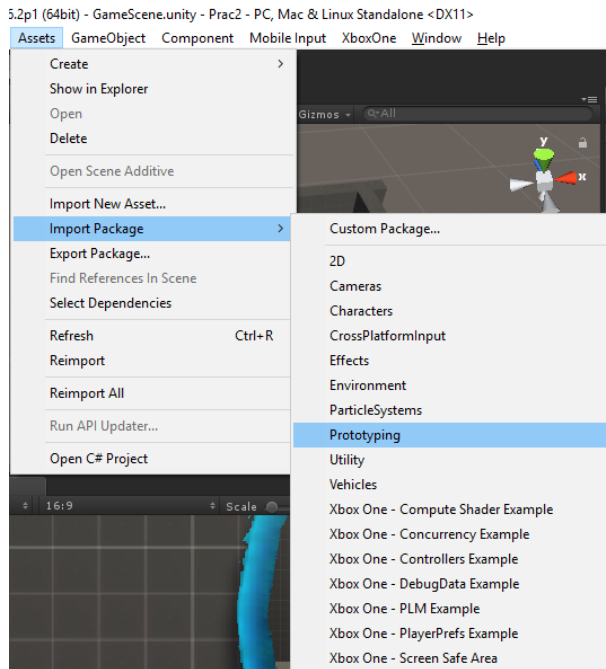 5.2p1 (64bit) - GameScene.unity - Prac2 - PC, Mac & Linux Standalone <DX11>
Assets GameObject Component Mobile Input XboxOne Window Help
Create >
Show in Explorer
Open
Delete
Open Scene Additive
Import New Asset...
Import Package >
Export Package...
Find References In Scene
Select Dependencies
Refresh Ctrl+R
Reimport
Reimport All
Run API Updater...
Open C# Project
Gizmos All
y
x
Custom Package...
2D
Cameras
Characters
CrossPlatformInput
Effects
Environment
ParticleSystems
Prototyping
Utility
Vehicles
Xbox One - Compute Shader Example
Xbox One - Concurrency Example
Xbox One - Controllers Example
Xbox One - DebugData Example
Xbox One - PLM Example
Xbox One - PlayerPrefs Example
Xbox One - Screen Safe Area
16:9 Scale